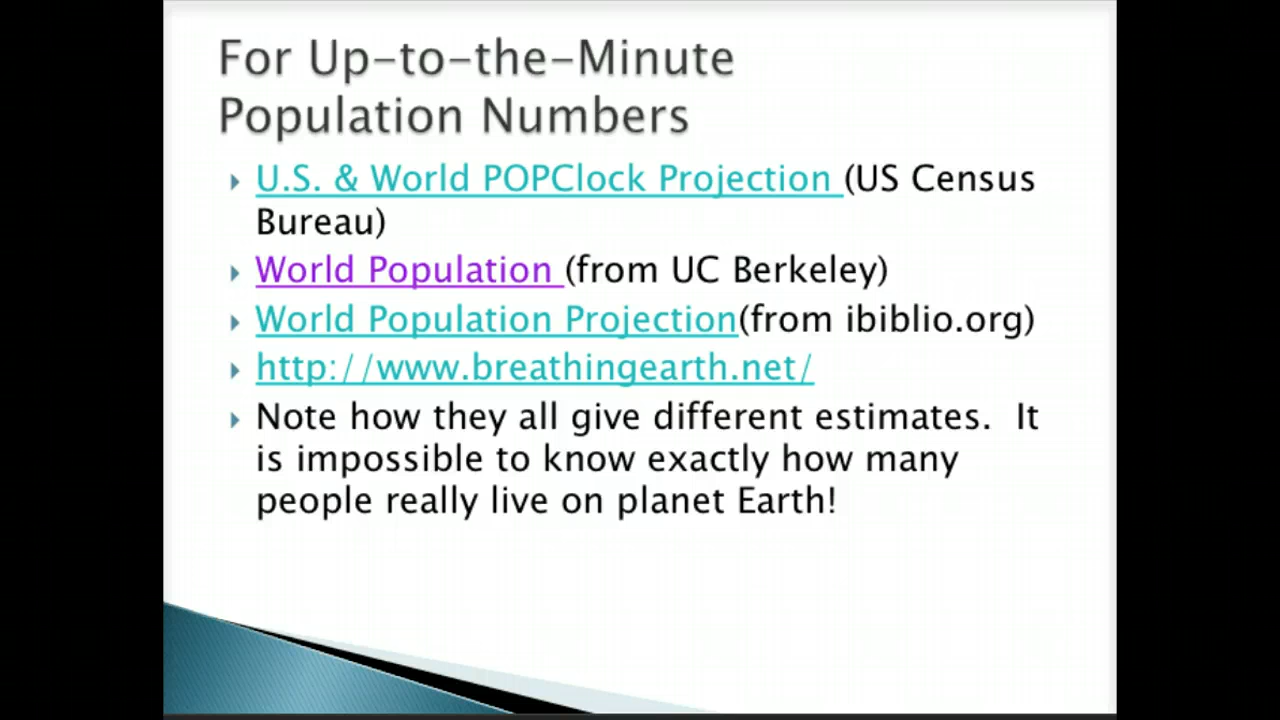 For Up-to-the-Minute
Population Numbers
U.S. & World POPClock Projection (US Census
Bureau)
World Population (from UC Berkeley)
World Population Projection(from ibiblio.org)
http://www.breathingearth.net/
Note how they all give different estimates.  It
is impossible to know exactly how many
people really live on planet Earth!